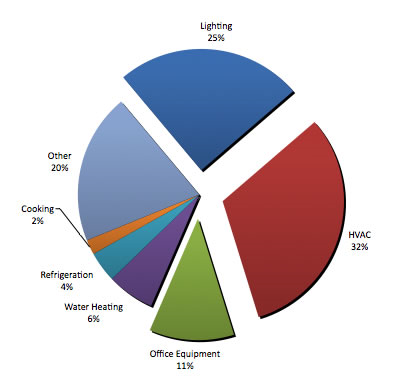 Lighting
25%
HVAC
32%
Office Equipment
11%
Water Heating
6%
Refrigeration
4%
Cooking
2%
Other
20%